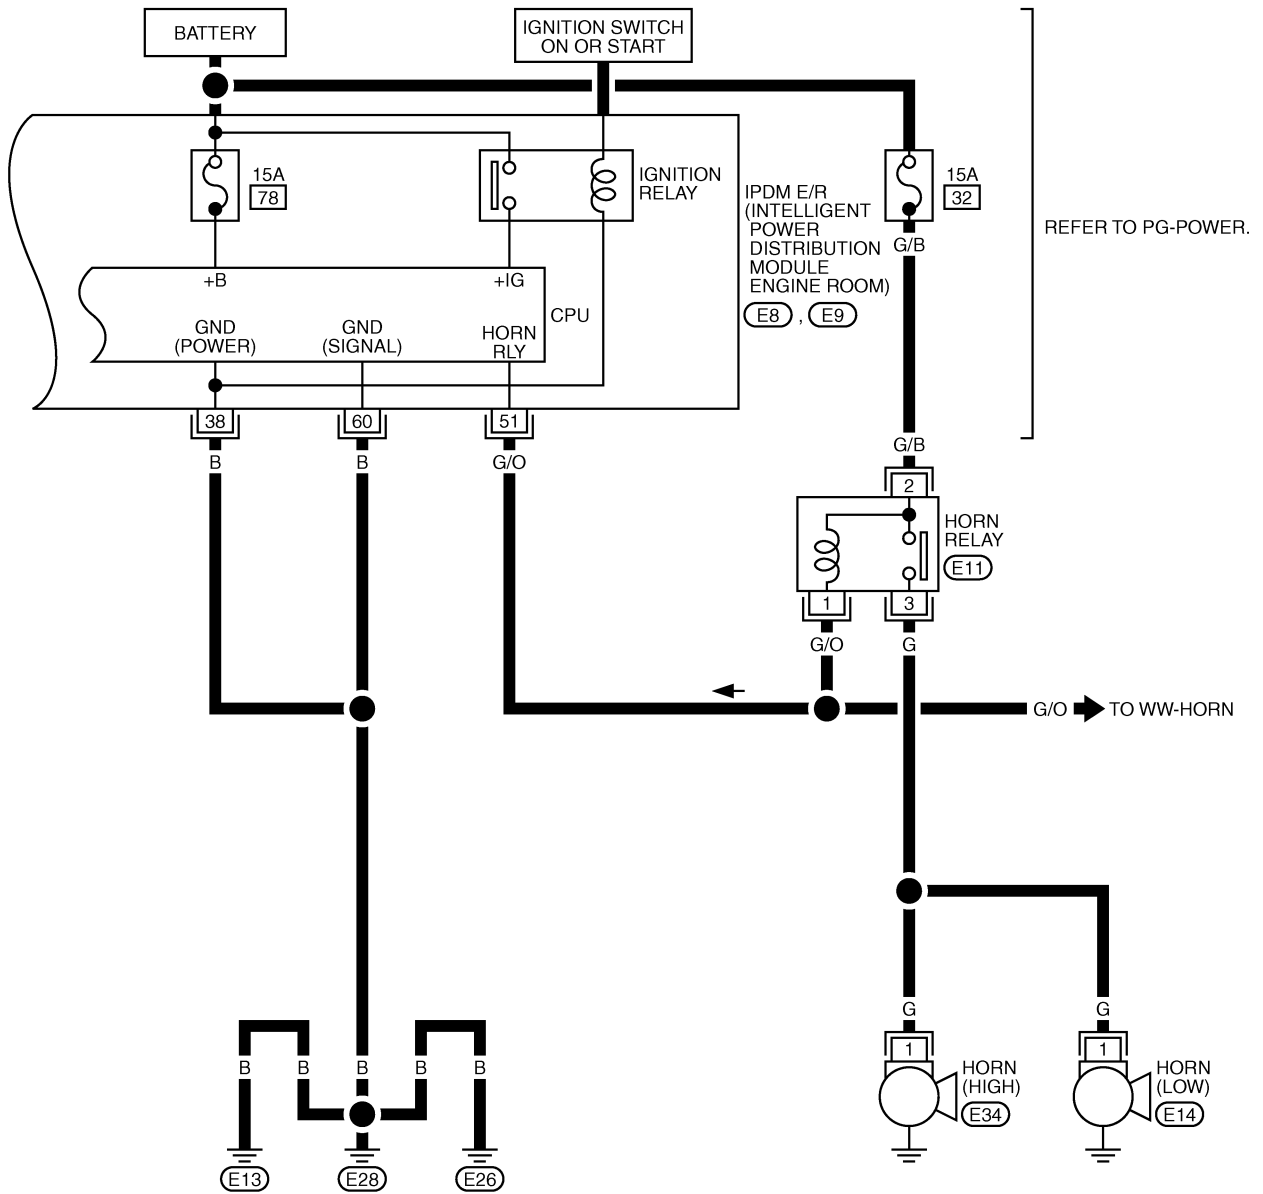 BATTERY
IGNITION SWITCH
ON OR START
15A
78
IGNITION
RELAY
IPDM E/R
(INTELLIGENT
POWER
DISTRIBUTION
MODULE
ENGINE ROOM)
E8 , E9
15A
32
G/B
REFER TO PG-POWER.
+B
+IG
CPU
GND
(POWER)
GND
(SIGNAL)
HORN
RLY
38
60
51
B
B
G/O
G/B
2
HORN
RELAY
E11
1
3
G/O
G
G/O
TO WW-HORN
G
G
1
1
HORN
(HIGH)
E34
HORN
(LOW)
E14
B
B
B
B
B
E13
E28
E26